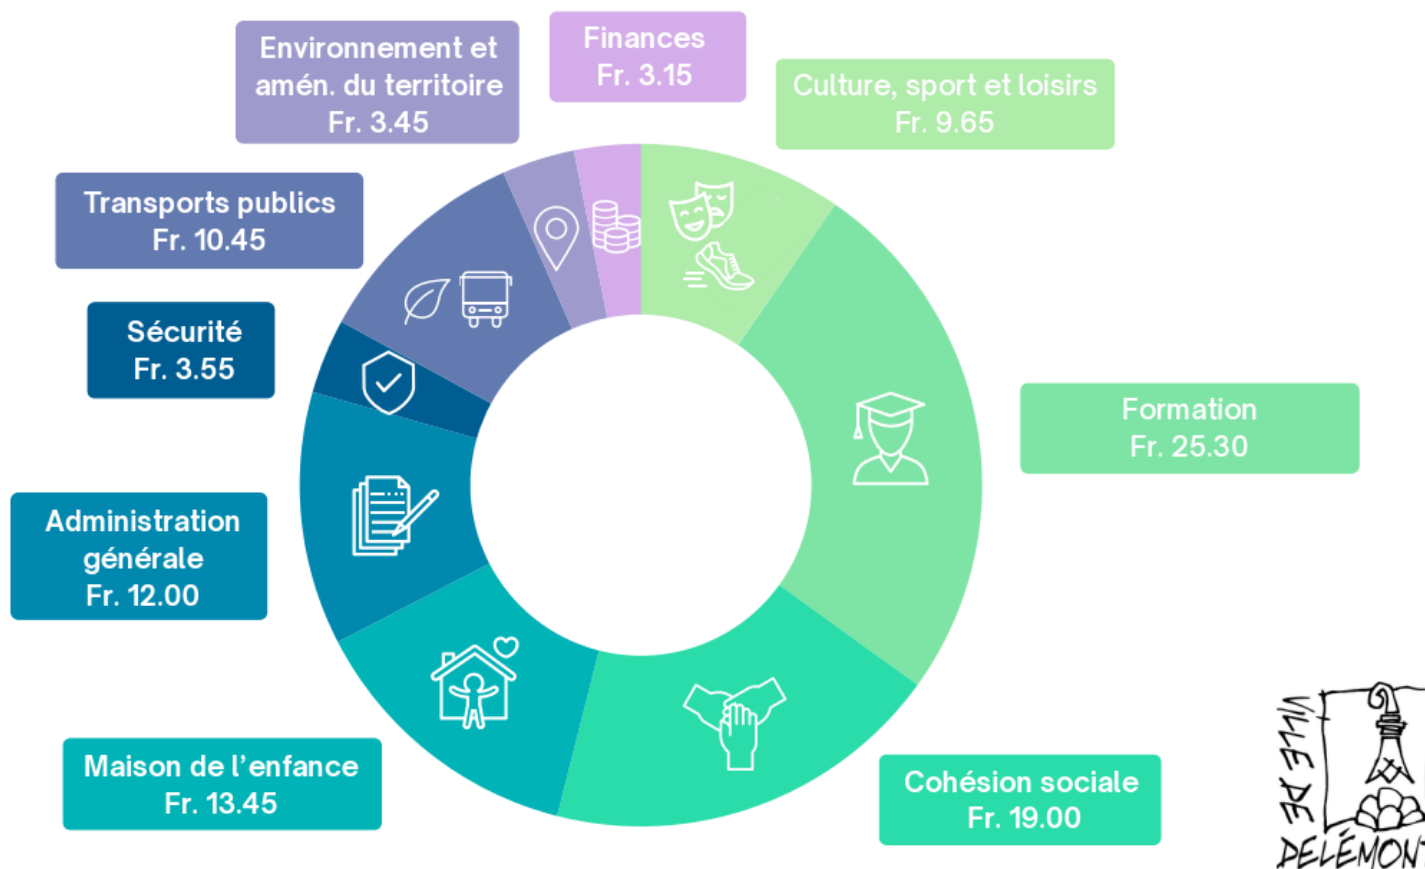 Finances
Fr. 3.15
Environnement et
amén. du territoire
Fr. 3.45
Culture, sport et loisirs
Fr. 9.65
Transports publics
Fr. 10.45
Sécurité
Fr. 3.55
Formation
Fr. 25.30
Administration
générale
Fr. 12.00
Maison de l'enfance
Fr. 13.45
Cohésion sociale
Fr. 19.00
VILLE DE
DELÉMONT